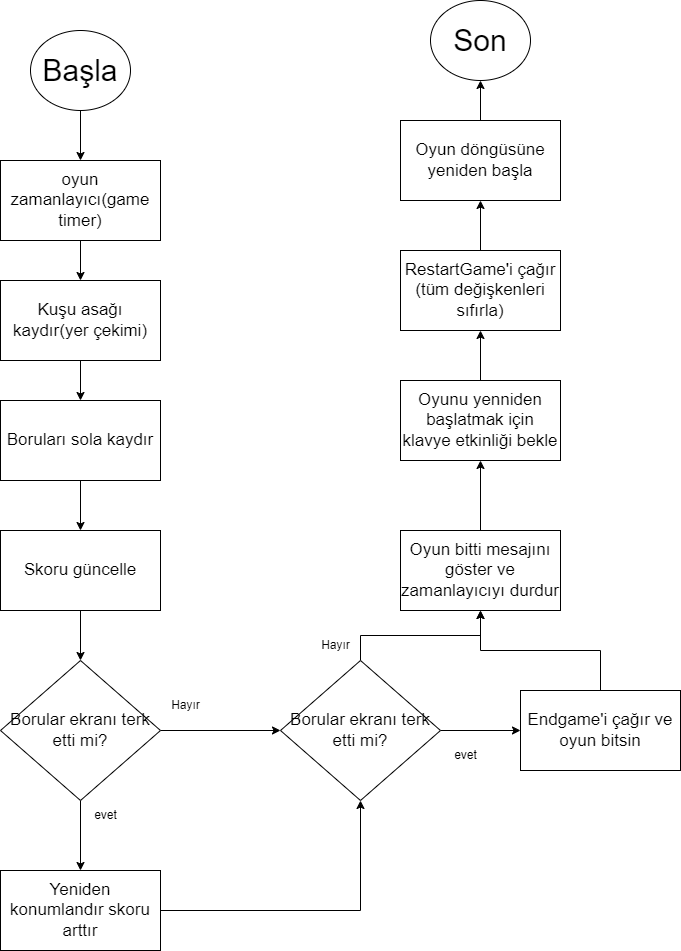 Başla
oyun
zamanlayıcı(game
timer)
Kuşu asağı
kaydır(yer çekimi)
Boruları sola kaydır
Skoru güncelle
Borular ekranı terk
etti mi?
Hayır
evet
Yeniden
konumlandır skoru
arttır
Borular ekranı terk
etti mi?
Hayır
evet
Endgame'i çağır ve
oyun bitsin
Oyun bitti mesajını
göster ve
zamanlayıcıyı durdur
Oyunu yenniden
başlatmak için
klavye etkinliği bekle
RestartGame'i çağır
(tüm değişkenleri
sıfırla)
Oyun döngüsüne
yeniden başla
Son